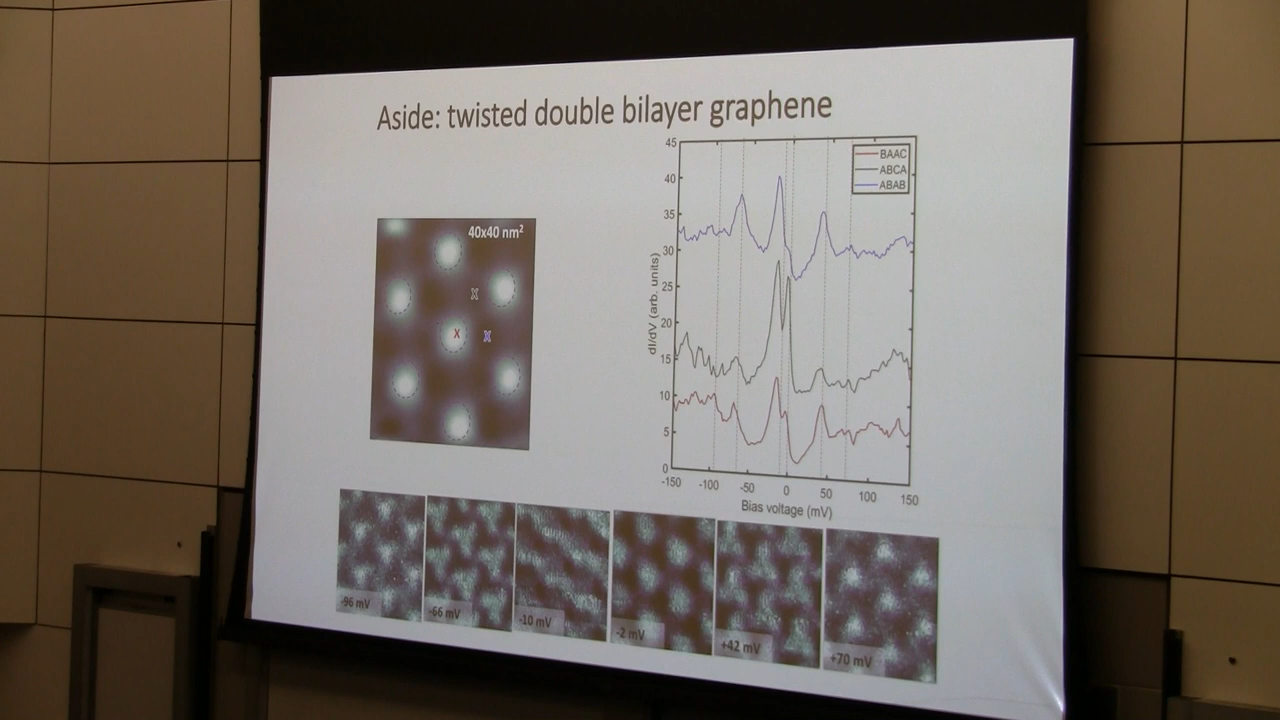 Aside: twisted double bilayer graphene
40x40 nm²
X
X
X
45
40
35
30
25
20
15
10
5
0
dI/dV (arb. units)
BAAC
ABCA
ABAB
-150 -100 -50 0 50 100 150
Bias voltage (mV)
-96 mV
-66 mV
-10 mV
-2 mV
+42 mV
+70 mV